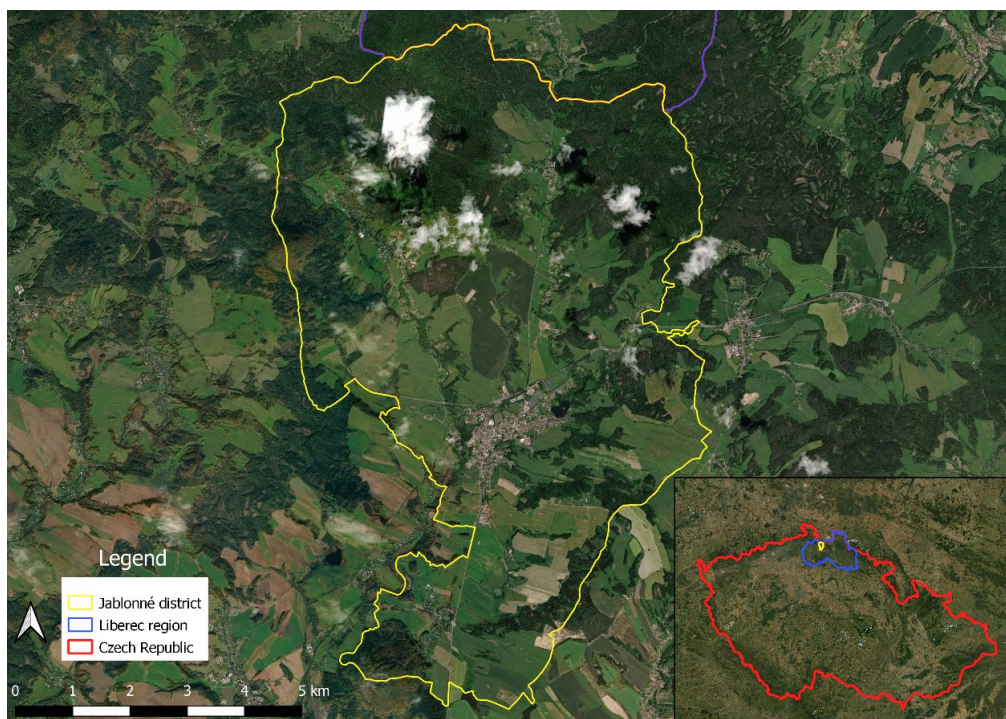 Legend
Jablonné district
Liberec region
Czech Republic
0 1 2 3 4 5 km